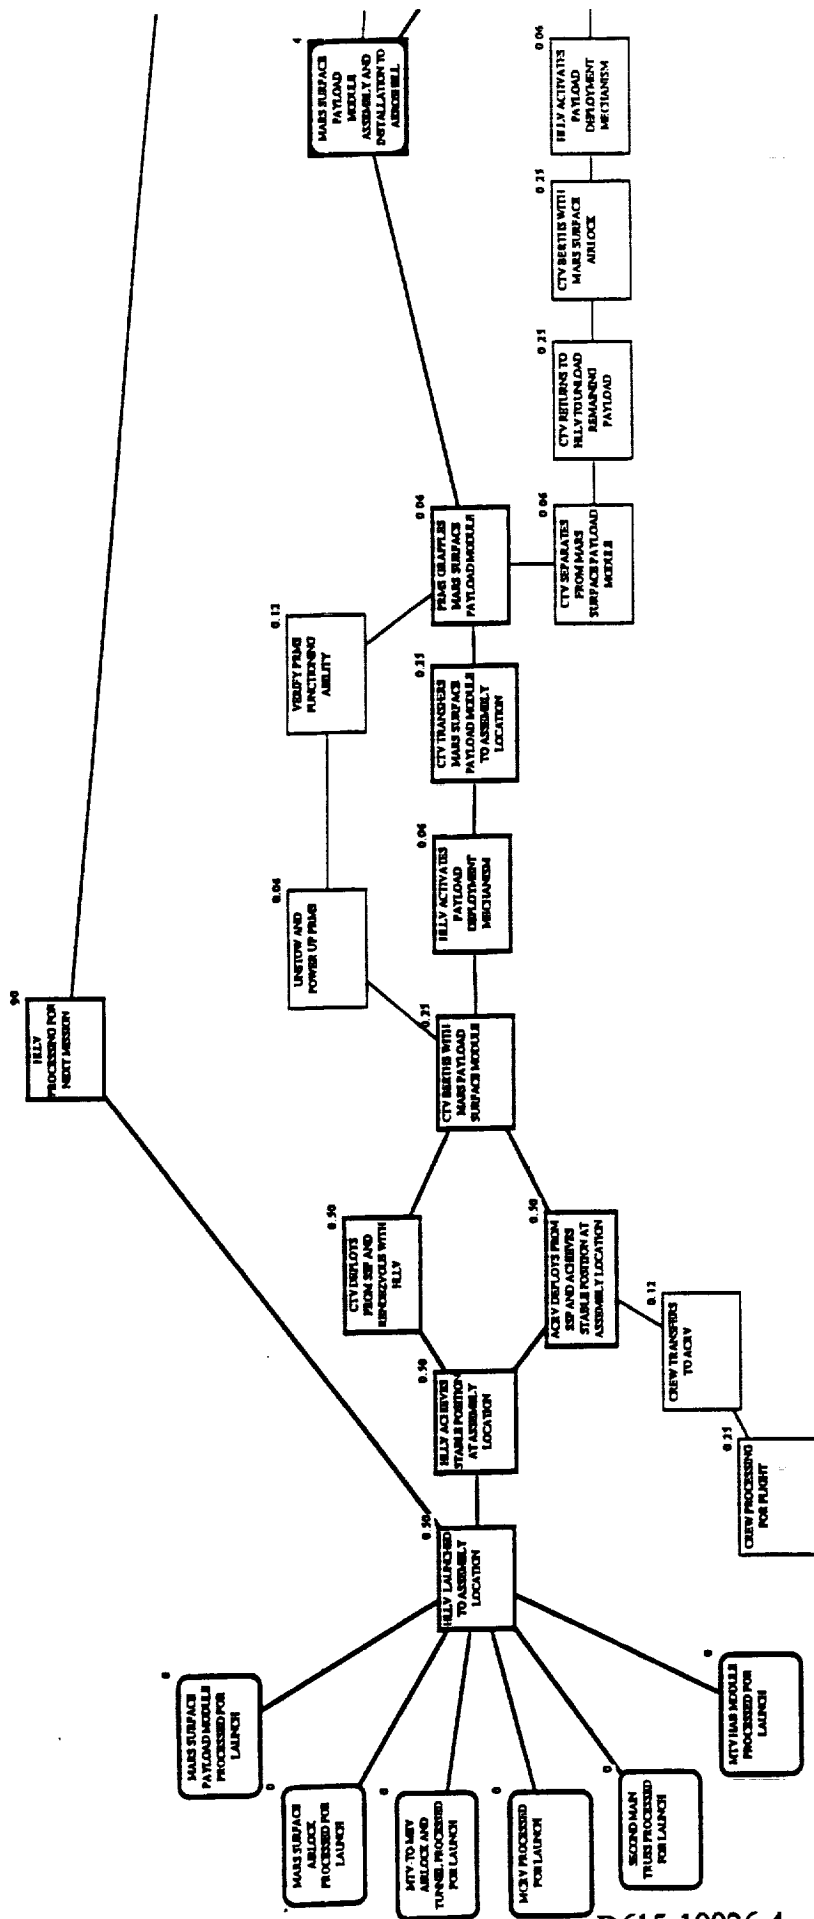 0
MARS SURFACE
PAYLOAD MODULE
PROCESSED FOR
LAUNCH
0
MARS SURFACE
AIRLOCK
PROCESSED FOR
LAUNCH
0
MTV-TO-MEV
AIRLOCK AND
TUNNEL PROCESSED
FOR LAUNCH
0
MCRV PROCESSED
FOR LAUNCH
0
SECOND MAIN
TRUSS PROCESSED
FOR LAUNCH
0
MTV HAB MODULE
PROCESSED FOR
LAUNCH
0.50
HLLV LAUNCHED
TO ASSEMBLY
LOCATION
90
HLLV
PROCESSING FOR
NEXT MISSION
0.50
HLLV ACHIEVES
STABLE POSITION
AT ASSEMBLY
LOCATION
0.25
CREW PROCESSING
FOR FLIGHT
0.12
CREW TRANSFERS
TO ACRV
0.50
CTV DEPLOYS
FROM SSF AND
RENDEZVOUS WITH
HLLV
0.50
ACRV DEPLOYS FROM
SSF AND ACHIEVES
STABLE POSITION AT
ASSEMBLY LOCATION
0.25
CTV BERTHS WITH
MARS PAYLOAD
SURFACE MODULE
0.06
UNSTOW AND
POWER UP PRMS
0.06
HLLV ACTIVATES
PAYLOAD
DEPLOYMENT
MECHANISM
0.12
VERIFY PRMS
FUNCTIONING
ABILITY
0.25
CTV TRANSFERS
MARS SURFACE
PAYLOAD MODULE
TO ASSEMBLY
LOCATION
0.06
PRMS GRAPPLES
MARS SURFACE
PAYLOAD MODULE
0.06
CTV SEPARATES
FROM MARS
SURFACE PAYLOAD
MODULE
0.25
CTV RETURNS TO
HLLV TO UNLOAD
REMAINING
PAYLOAD
0.25
CTV BERTHS WITH
MARS SURFACE
AIRLOCK
0.06
HLLV ACTIVATES
PAYLOAD
DEPLOYMENT
MECHANISM
4
MARS SURFACE
PAYLOAD
MODULE
ASSEMBLY AND
INSTALLATION TO
AEROSHELL
D615-10026-4